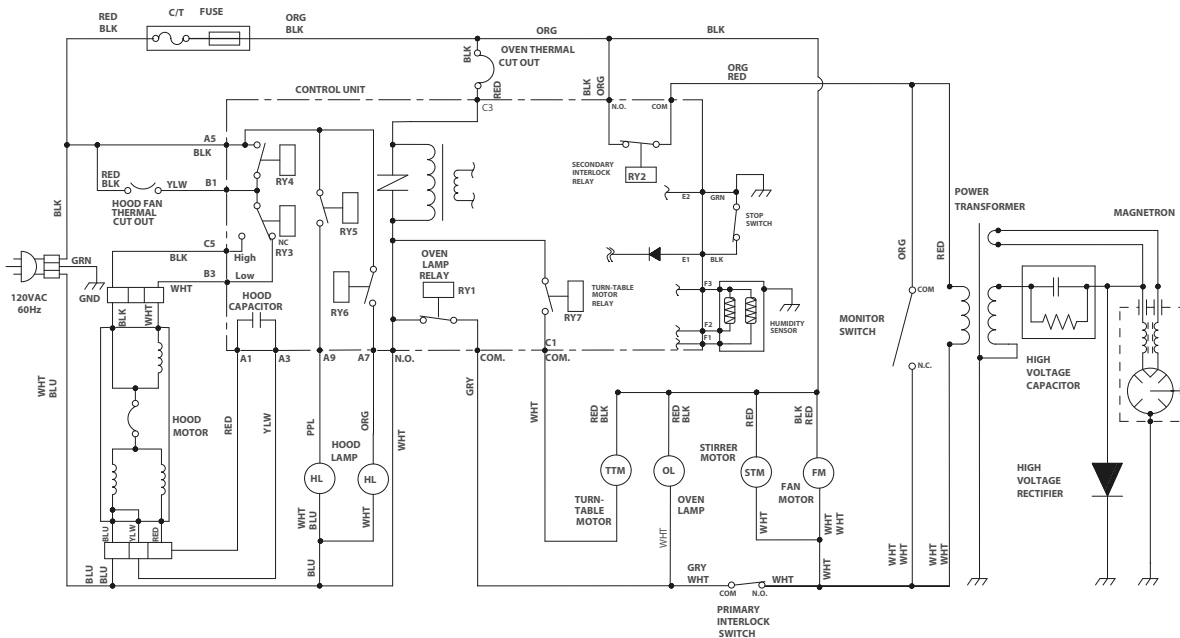 C/T FUSE
RED
BLK
ORG
BLK
ORG
BLK
BLK
OVEN THERMAL
CUT OUT
RED
BLK
ORG
ORG
RED
CONTROL UNIT
C3
N.O.
COM
A5
BLK
RED
BLK
YLW
B1
HOOD FAN
THERMAL
CUT OUT
RY4
NC
RY3
RY5
SECONDARY
INTERLOCK
RELAY
RY2
E2
GRN
STOP
SWITCH
E1
BLK
POWER
TRANSFORMER
MAGNETRON
BLK
GRN
GND
120VAC
60Hz
C5
BLK
High
B3
WHT
Low
HOOD
CAPACITOR
BLK
WHT
RY6
OVEN
LAMP
RELAY
RY1
TURN-TABLE
MOTOR
RELAY
RY7
F3
F2
F1
HUMIDITY
SENSOR
ORG
RED
COM
MONITOR
SWITCH
N.C.
HIGH
VOLTAGE
CAPACITOR
A1
A3
A9
A7
N.O.
COM.
C1
COM.
WHT
BLU
HOOD
MOTOR
RED
YLW
PPL
ORG
WHT
GRY
WHT
HOOD
LAMP
HL
HL
WHT
BLU
WHT
BLU
RED
BLK
RED
BLK
RED
BLK
RED
STIRRER
MOTOR
TTM
OL
STM
FM
TURN-
TABLE
MOTOR
OVEN
LAMP
FAN
MOTOR
WHT
WHT
WHT
WHT
WHT
HIGH
VOLTAGE
RECTIFIER
BLU
YLW
RED
BLU
BLU
GRY
WHT
WHT
COM
N.O.
PRIMARY
INTERLOCK
SWITCH
WHT
WHT
WHT
WHT